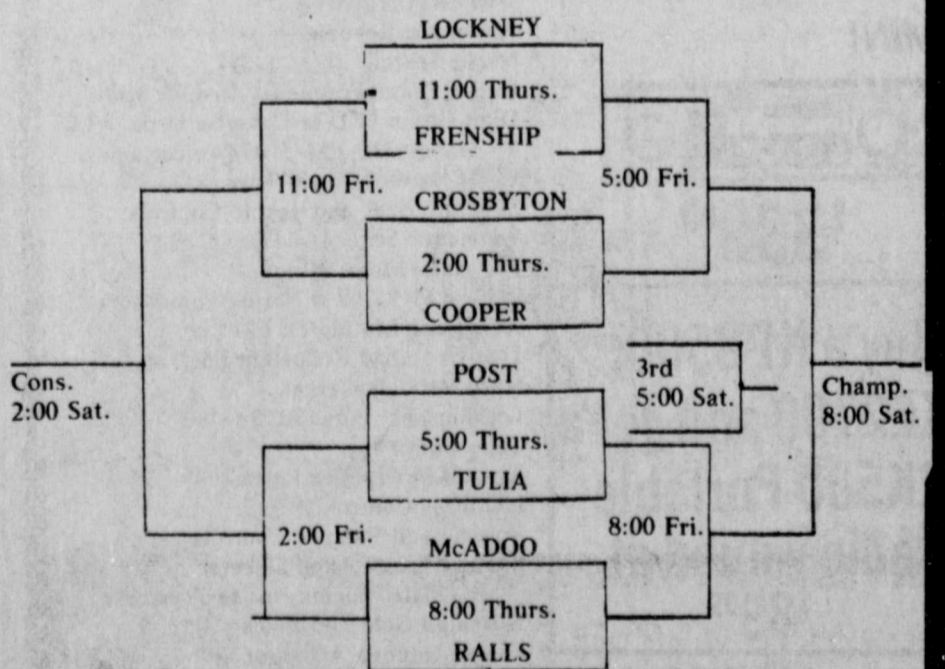 LOCKNEY
11:00 Thurs.
FRENSHIP
11:00 Fri.
5:00 Fri.
CROSBYTON
2:00 Thurs.
COOPER
Cons.
2:00 Sat.
POST
3rd
5:00 Sat.
Champ.
8:00 Sat.
5:00 Thurs.
TULIA
2:00 Fri.
8:00 Fri.
McADOO
8:00 Thurs.
RALLS